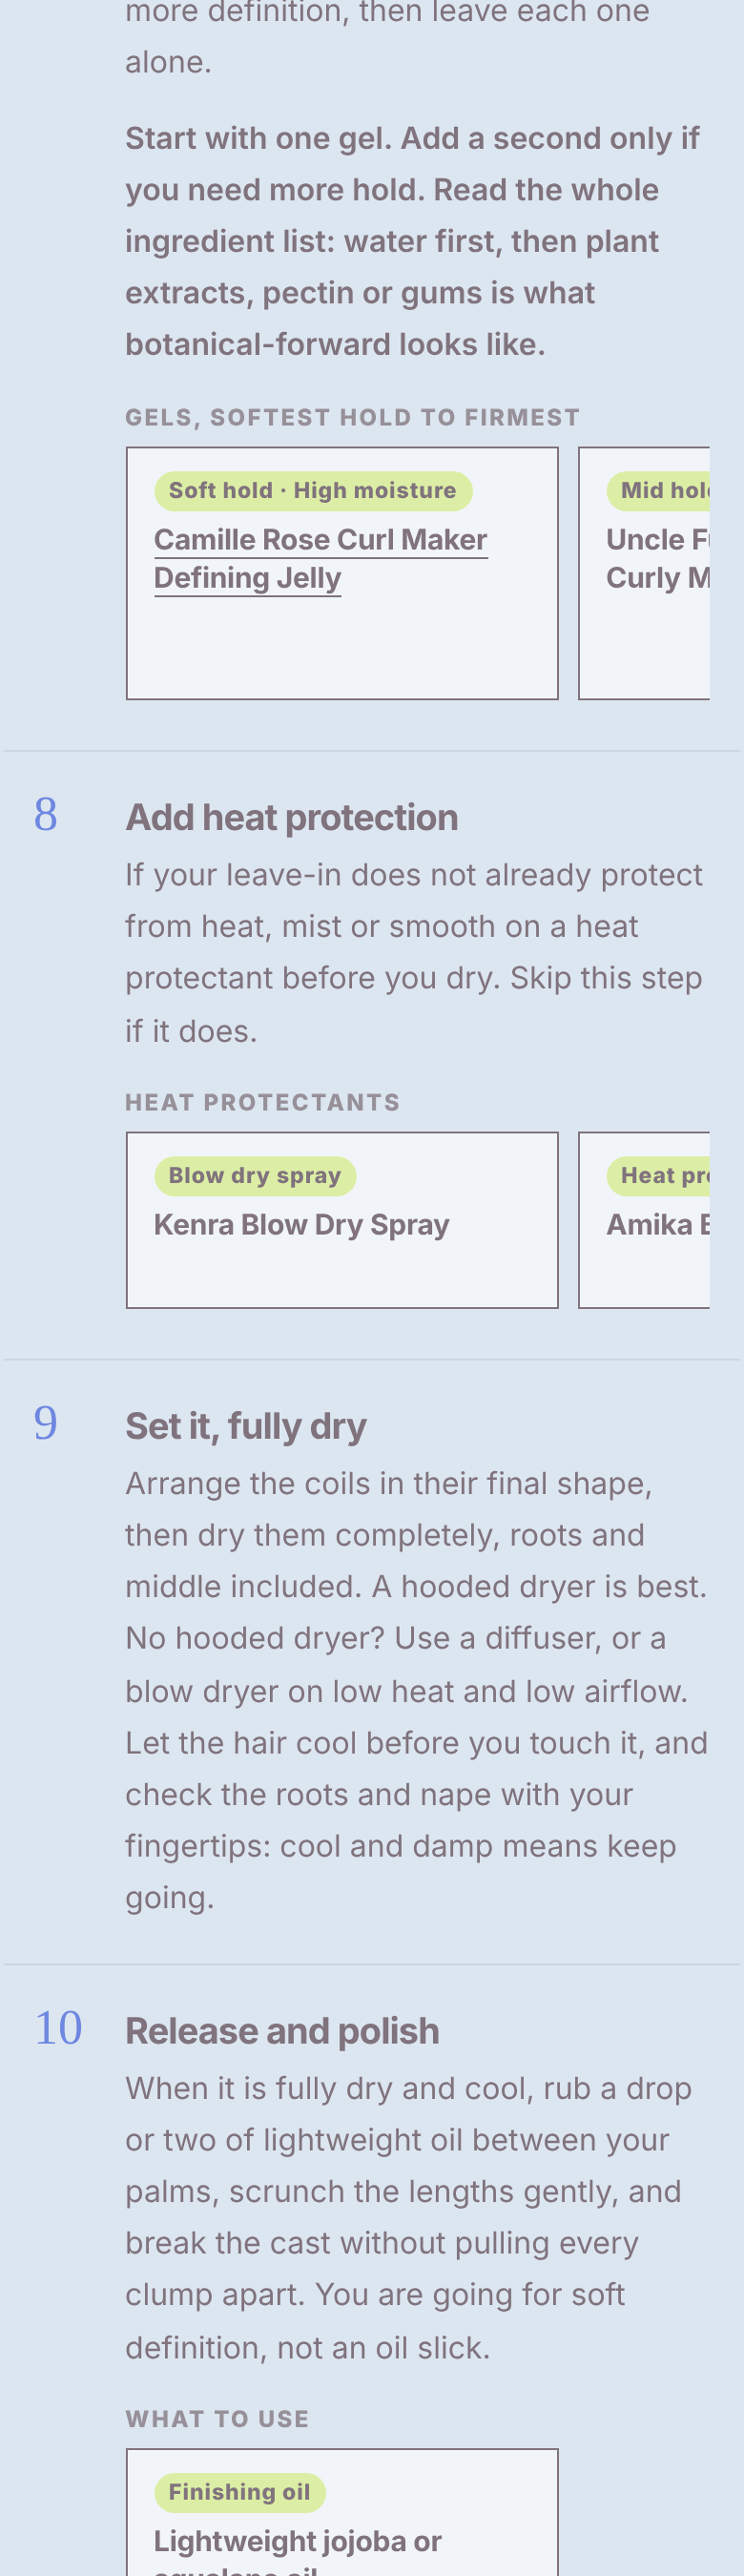 more definition, then leave each one
alone.
Start with one gel. Add a second only if
you need more hold. Read the whole
ingredient list: water first, then plant
extracts, pectin or gums is what
botanical-forward looks like.
GELS, SOFTEST HOLD TO FIRMEST
Soft hold · High moisture
Camille Rose Curl Maker
Defining Jelly
Mid
Uncle
Curly
8
Add heat protection
If your leave-in does not already protect
from heat, mist or smooth on a heat
protectant before you dry. Skip this step
if it does.
HEAT PROTECTANTS
Blow dry spray
Kenra Blow Dry Spray
Heat
Amika
9
Set it, fully dry
Arrange the coils in their final shape,
then dry them completely, roots and
middle included. A hooded dryer is best.
No hooded dryer? Use a diffuser, or a
blow dryer on low heat and low airflow.
Let the hair cool before you touch it, and
check the roots and nape with your
fingertips: cool and damp means keep
going.
10
Release and polish
When it is fully dry and cool, rub a drop
or two of lightweight oil between your
palms, scrunch the lengths gently, and
break the cast without pulling every
clump apart. You are going for soft
definition, not an oil slick.
WHAT TO USE
Finishing oil
Lightweight jojoba or